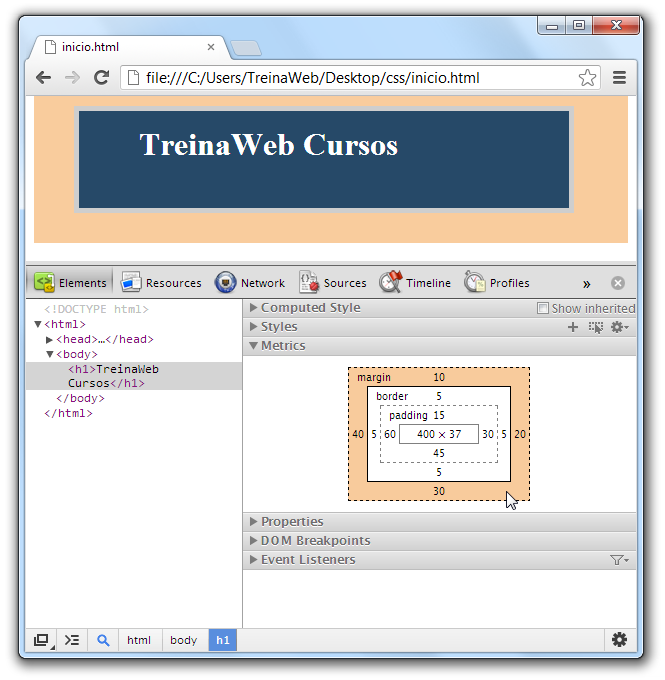 inicio.html
file:///C:/Users/TreinaWeb/Desktop/css/inicio.html
TreinaWeb Cursos
Elements Resources Network Sources Timeline Profiles »
<!DOCTYPE html>
▼<html>
▶<head>…</head>
▼<body>
<h1>TreinaWeb
Cursos</h1>
</body>
</html>
▶ Computed Style Show inherited
▶ Styles
▼ Metrics
margin 10
border 5
padding 15
40 5 60 400 × 37 30 5 20
45
5
30
▶ Properties
▶ DOM Breakpoints
▶ Event Listeners
html body h1